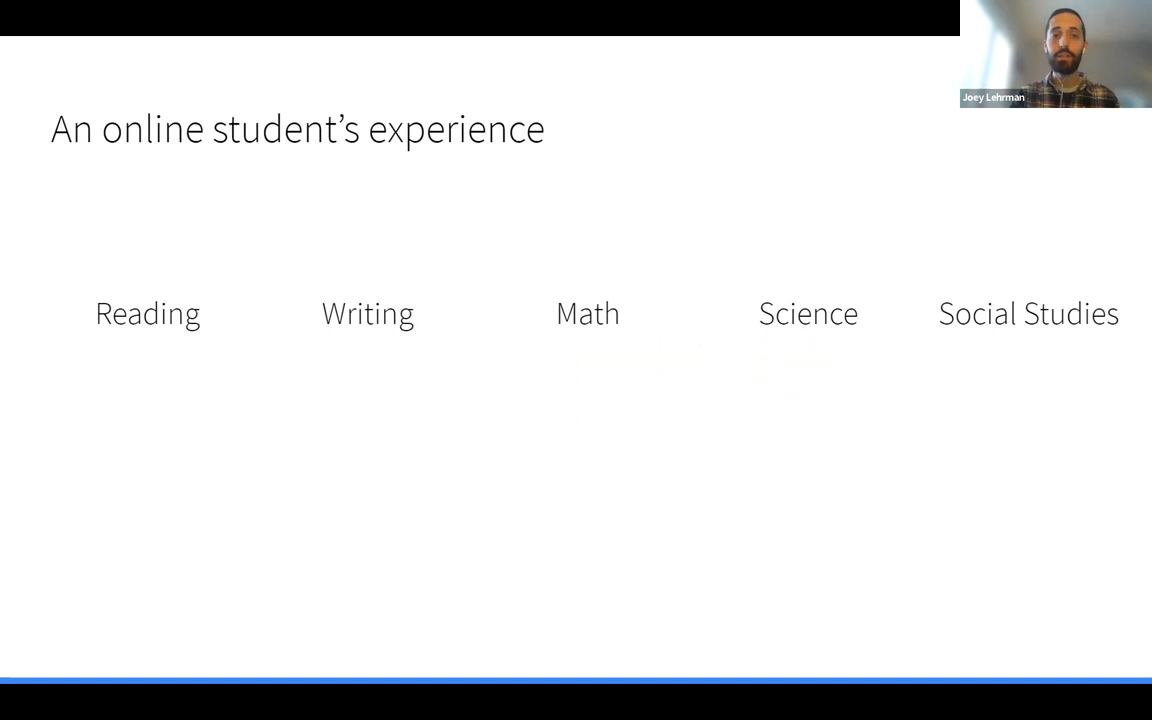 Joey Lehrman
An online student’s experience
Reading Writing Math Science Social Studies